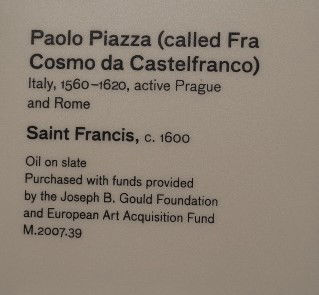 Paolo Piazza (called Fra
Cosmo da Castelfranco)
Italy, 1560–1620, active Prague
and Rome
Saint Francis, c. 1600
Oil on slate
Purchased with funds provided
by the Joseph B. Gould Foundation
and European Art Acquisition Fund
M.2007.39